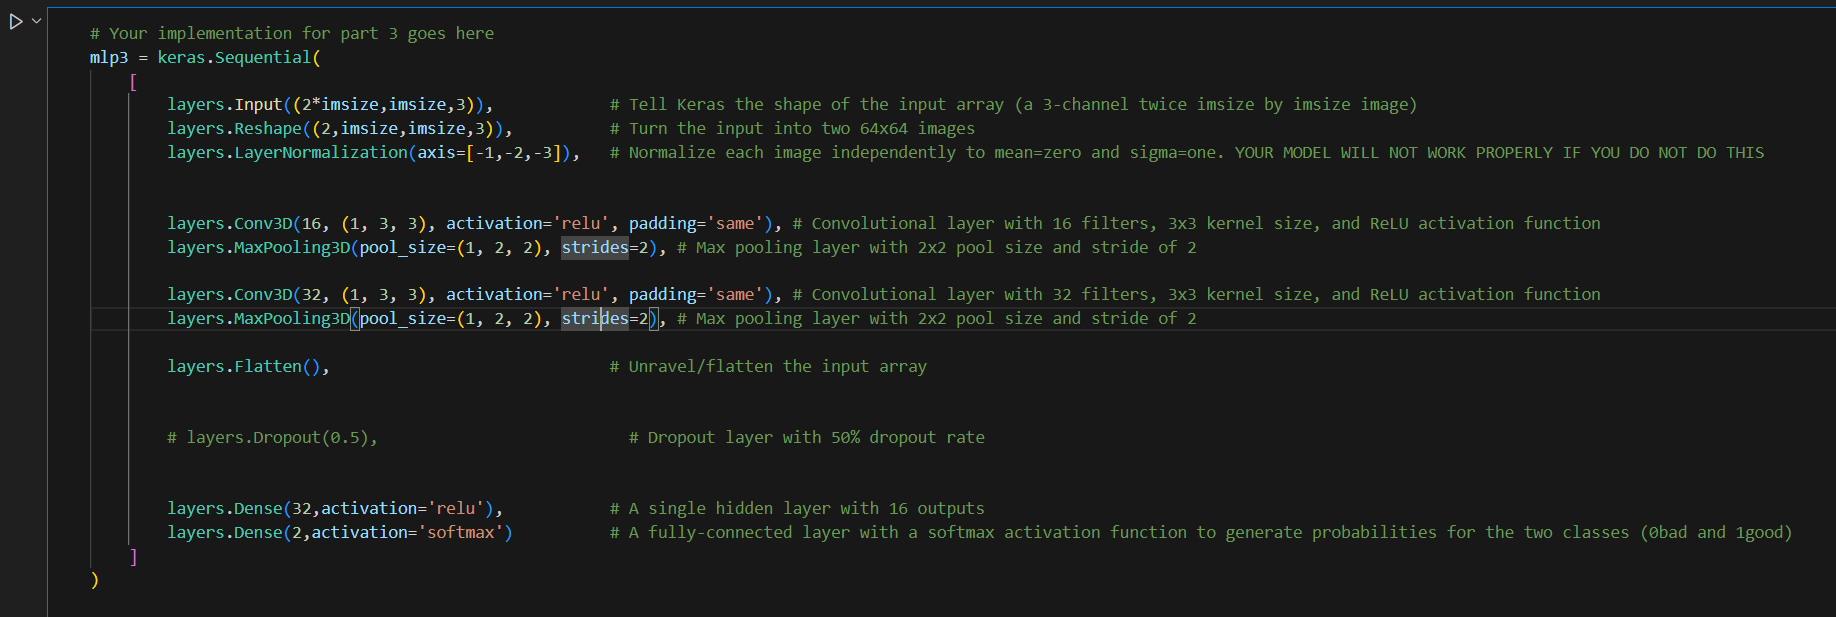 # Your implementation for part 3 goes here
mlp3 = keras.Sequential(
[
layers.Input((2*imsize,imsize,3)), # Tell Keras the shape of the input array (a 3-channel twice imsize by imsize image)
layers.Reshape((2,imsize,imsize,3)), # Turn the input into two 64x64 images
layers.LayerNormalization(axis=[-1,-2,-3]), # Normalize each image independently to mean=zero and sigma=one. YOUR MODEL WILL NOT WORK PROPERLY IF YOU DO NOT DO THIS
layers.Conv3D(16, (1, 3, 3), activation='relu', padding='same'), # Convolutional layer with 16 filters, 3x3 kernel size, and ReLU activation function
layers.MaxPooling3D(pool_size=(1, 2, 2), strides=2), # Max pooling layer with 2x2 pool size and stride of 2
layers.Conv3D(32, (1, 3, 3), activation='relu', padding='same'), # Convolutional layer with 32 filters, 3x3 kernel size, and ReLU activation function
layers.MaxPooling3D(pool_size=(1, 2, 2), strides=2), # Max pooling layer with 2x2 pool size and stride of 2
layers.Flatten(), # Unravel/flatten the input array
# layers.Dropout(0.5), # Dropout layer with 50% dropout rate
layers.Dense(32,activation='relu'), # A single hidden layer with 16 outputs
layers.Dense(2,activation='softmax') # A fully-connected layer with a softmax activation function to generate probabilities for the two classes (0bad and 1good)
]
)